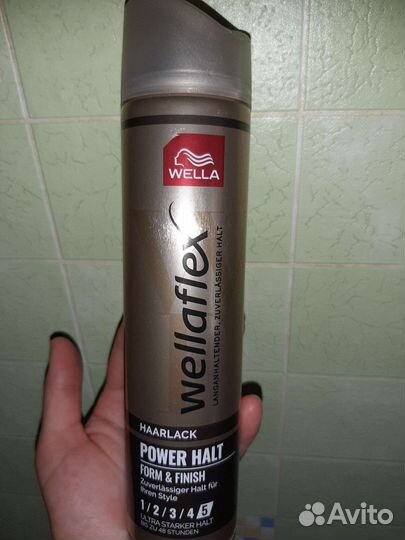 WELLA
wellaflex
LANGANHALTENDER, ZUVERLÄSSIGER HALT
HAARLACK
POWER HALT
FORM & FINISH
Zuverlässiger Halt für
Ihren Style
1/2/3/4/5
ULTRA STARKER HALT
BIS ZU 48 STUNDEN
Avito